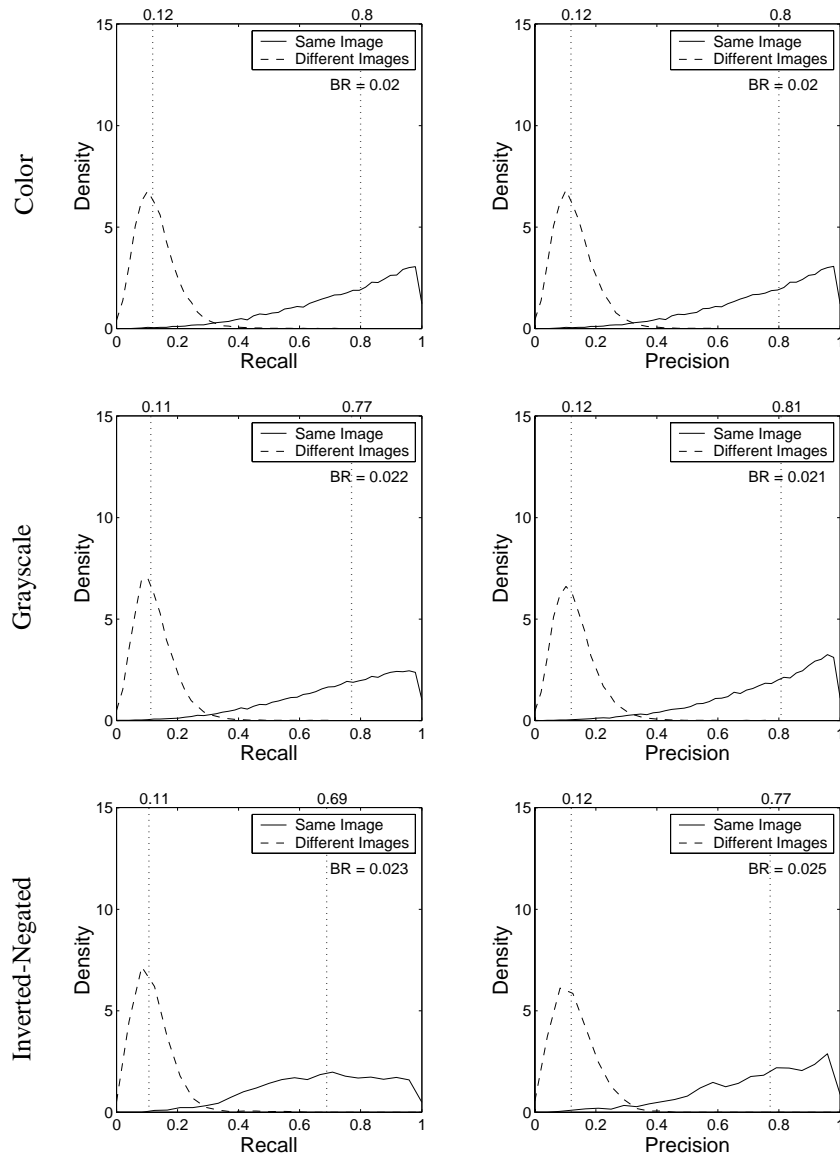 0.12 0.8
15
Same Image
Different Images
BR = 0.02
10
5
0
Density
0 0.2 0.4 0.6 0.8 1
Recall
0.12 0.8
15
Same Image
Different Images
BR = 0.02
10
5
0
Density
0 0.2 0.4 0.6 0.8 1
Precision
Color
0.11 0.77
15
Same Image
Different Images
BR = 0.022
10
5
0
Density
0 0.2 0.4 0.6 0.8 1
Recall
0.12 0.81
15
Same Image
Different Images
BR = 0.021
10
5
0
Density
0 0.2 0.4 0.6 0.8 1
Precision
Grayscale
0.11 0.69
15
Same Image
Different Images
BR = 0.023
10
5
0
Density
0 0.2 0.4 0.6 0.8 1
Recall
0.12 0.77
15
Same Image
Different Images
BR = 0.025
10
5
0
Density
0 0.2 0.4 0.6 0.8 1
Precision
Inverted-Negated